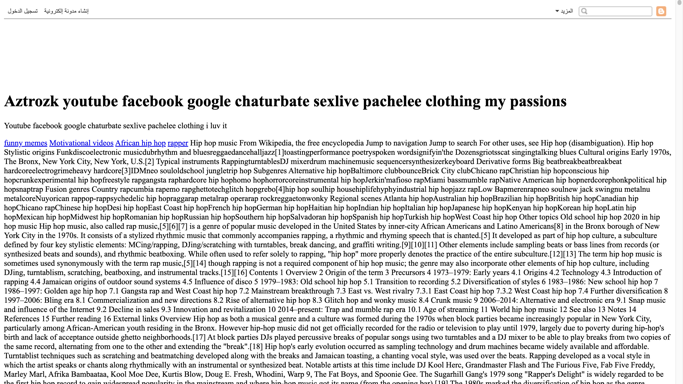 إنشاء مدونة إلكترونية تسجيل الدخول
المزيد
Aztrozk youtube facebook google chaturbate sexlive pachelee clothing my passions
Youtube facebook google chaturbate sexlive pachelee clothing i luv it
funny memes Motivational videos African hip hop rapper Hip hop music From Wikipedia, the free encyclopedia Jump to navigation Jump to search For other uses, see Hip hop (disambiguation). Hip hop
Stylistic origins Funkdiscoelectronic musicdubrhythm and bluesreggaedancehalljazz[1]toastingperformance poetryspoken wordsignifyin'the Dozensgriotsscat singingtalking blues Cultural origins Early 1970s,
The Bronx, New York City, New York, U.S.[2] Typical instruments RappingturntablesDJ mixerdrum machinemusic sequencersynthesizerkeyboard Derivative forms Big beatbreakbeatbreakbeat
hardcoreelectrogrimeheavy hardcore[3]IDMneo souloldschool jungletrip hop Subgenres Alternative hip hopBaltimore clubbounceBrick City clubChicano rapChristian hip hopconscious hip
hopcrunkexperimental hip hopfreestyle rapgangsta raphardcore hip hophomo hophorrorcoreinstrumental hip hopJerkin'mafioso rapMiami bassmumble rapNative American hip hopnerdcorephonkpolitical hip
hopsnaptrap Fusion genres Country rapcumbia rapemo rapghettotechglitch hopgrebo[4]hip hop soulhip househiplifehyphyindustrial hip hopjazz rapLow Bapmerenrapneo soulnew jack swingnu metalnu
metalcoreNuyorican rappop-rappsychedelic hip hopraggarap metalrap operarap rockreggaetonwonky Regional scenes Atlanta hip hopAustralian hip hopBrazilian hip hopBritish hip hopCanadian hip
hopChicano rapChinese hip hopDesi hip hopEast Coast hip hopFrench hip hopGerman hip hopHaitian hip hopIndian hip hopItalian hip hopJapanese hip hopKenyan hip hopKorean hip hopLatin hip
hopMexican hip hopMidwest hip hopRomanian hip hopRussian hip hopSouthern hip hopSalvadoran hip hopSpanish hip hopTurkish hip hopWest Coast hip hop Other topics Old school hip hop 2020 in hip
hop music Hip hop music, also called rap music,[5][6][7] is a genre of popular music developed in the United States by inner-city African Americans and Latino Americans[8] in the Bronx borough of New
York City in the 1970s. It consists of a stylized rhythmic music that commonly accompanies rapping, a rhythmic and rhyming speech that is chanted.[5] It developed as part of hip hop culture, a subculture
defined by four key stylistic elements: MCing/rapping, DJing/scratching with turntables, break dancing, and graffiti writing.[9][10][11] Other elements include sampling beats or bass lines from records (or
synthesized beats and sounds), and rhythmic beatboxing. While often used to refer solely to rapping, "hip hop" more properly denotes the practice of the entire subculture.[12][13] The term hip hop music is
sometimes used synonymously with the term rap music,[5][14] though rapping is not a required component of hip hop music; the genre may also incorporate other elements of hip hop culture, including
DJing, turntablism, scratching, beatboxing, and instrumental tracks.[15][16] Contents 1 Overview 2 Origin of the term 3 Precursors 4 1973–1979: Early years 4.1 Origins 4.2 Technology 4.3 Introduction of
rapping 4.4 Jamaican origins of outdoor sound systems 4.5 Influence of disco 5 1979–1983: Old school hip hop 5.1 Transition to recording 5.2 Diversification of styles 6 1983–1986: New school hip hop 7
1986–1997: Golden age hip hop 7.1 Gangsta rap and West Coast hip hop 7.2 Mainstream breakthrough 7.3 East vs. West rivalry 7.3.1 East Coast hip hop 7.3.2 West Coast hip hop 7.4 Further diversification 8
1997–2006: Bling era 8.1 Commercialization and new directions 8.2 Rise of alternative hip hop 8.3 Glitch hop and wonky music 8.4 Crunk music 9 2006–2014: Alternative and electronic era 9.1 Snap music
and influence of the Internet 9.2 Decline in sales 9.3 Innovation and revitalization 10 2014–present: Trap and mumble rap era 10.1 Age of streaming 11 World hip hop music 12 See also 13 Notes 14
References 15 Further reading 16 External links Overview Hip hop as both a musical genre and a culture was formed during the 1970s when block parties became increasingly popular in New York City,
particularly among African-American youth residing in the Bronx. However hip-hop music did not get officially recorded for the radio or television to play until 1979, largely due to poverty during hip-hop's
birth and lack of acceptance outside ghetto neighborhoods.[17] At block parties DJs played percussive breaks of popular songs using two turntables and a DJ mixer to be able to play breaks from two copies of
the same record, alternating from one to the other and extending the "break".[18] Hip hop's early evolution occurred as sampling technology and drum machines became widely available and affordable.
Turntablist techniques such as scratching and beatmatching developed along with the breaks and Jamaican toasting, a chanting vocal style, was used over the beats. Rapping developed as a vocal style in
which the artist speaks or chants along rhythmically with an instrumental or synthesized beat. Notable artists at this time include DJ Kool Herc, Grandmaster Flash and The Furious Five, Fab Five Freddy,
Marley Marl, Afrika Bambaataa, Kool Moe Dee, Kurtis Blow, Doug E. Fresh, Whodini, Warp 9, The Fat Boys, and Spoonie Gee. The Sugarhill Gang's 1979 song "Rapper's Delight" is widely regarded to be